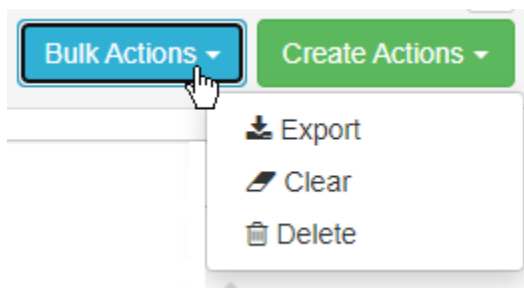 Bulk Actions Create Actions
Export
Clear
Delete